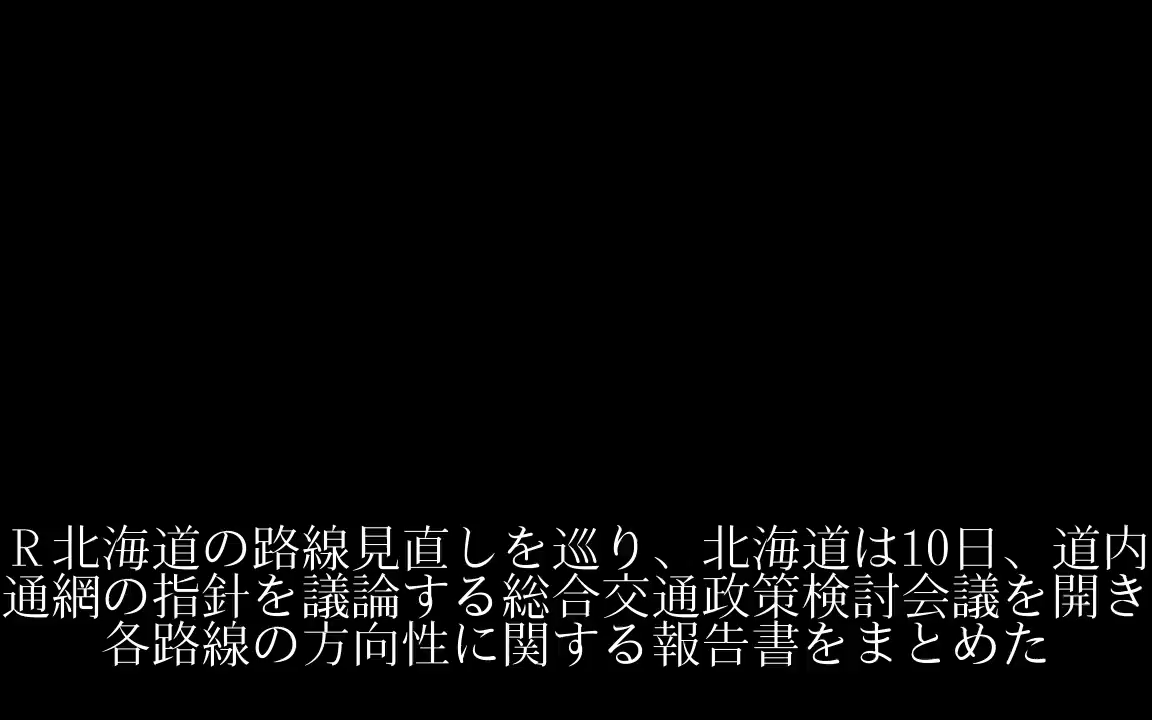 Ｒ北海道の路線見直しを巡り、北海道は10日、道内
通網の指針を議論する総合交通政策検討会議を開き
各路線の方向性に関する報告書をまとめた